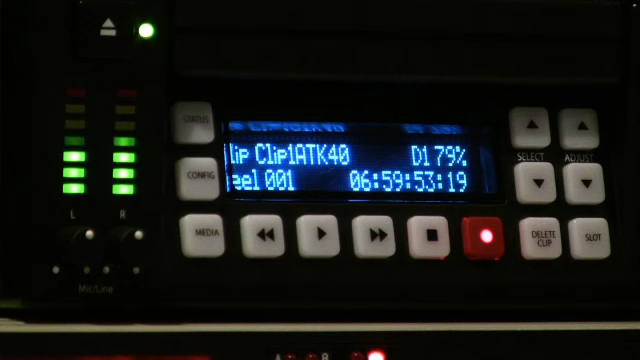 STATUS
lip Clip1ATK40 D1 79%
eel 001 06:59:53:19
CONFIG
SELECT ADJUST
MEDIA
DELETE CLIP
SLOT
L R
Mic/Line
A B